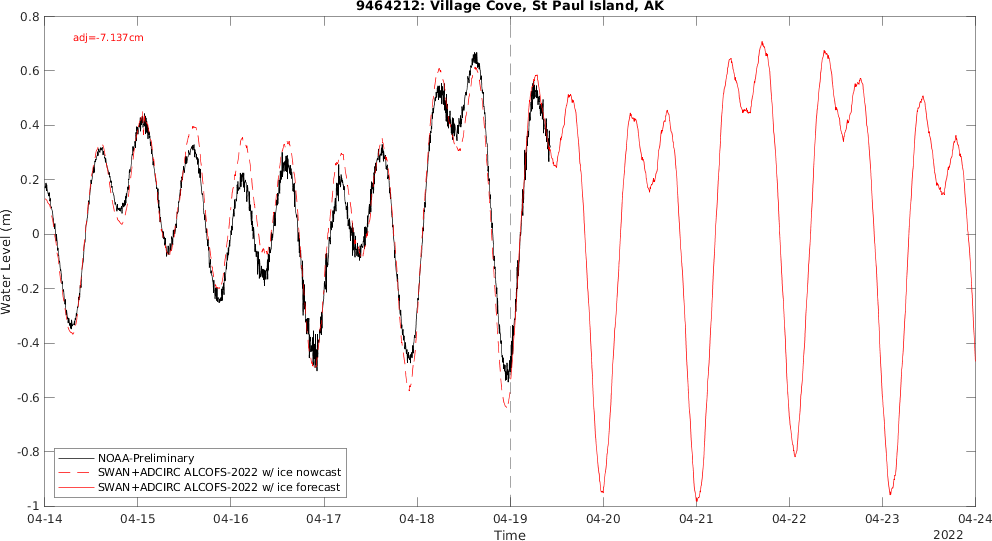 9464212: Village Cove, St Paul Island, AK
adj=-7.137cm
Water Level (m)
0.8
0.6
0.4
0.2
0
-0.2
-0.4
-0.6
-0.8
-1
NOAA-Preliminary
SWAN+ADCIRC ALCOFS-2022 w/ ice nowcast
SWAN+ADCIRC ALCOFS-2022 w/ ice forecast
04-14 04-15 04-16 04-17 04-18 04-19 04-20 04-21 04-22 04-23 04-24
Time
2022